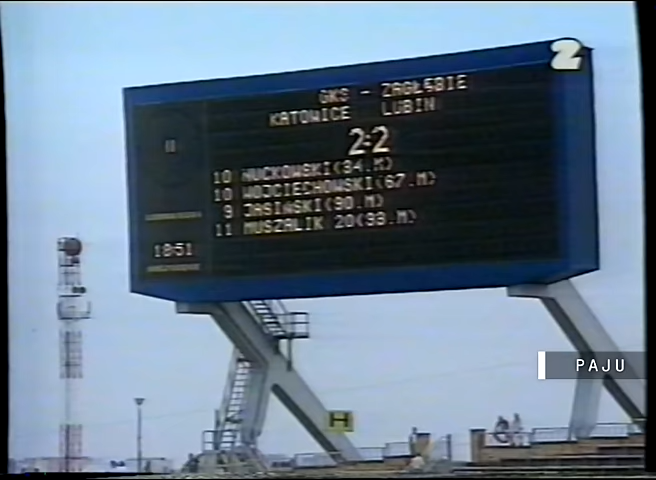 2
GKS - ZAGŁĘBIE
KATOWICE LUBIN
2:2
10 (34.M)
10 WOJCIECHOWSKI(67.M)
9 JASIŃSKI(90.M)
11 MUSZALIK 20(93.M)
18:51
PAJU
H